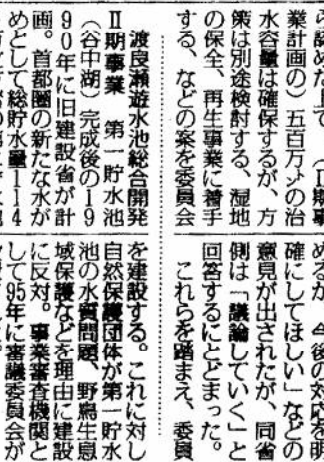 ら認めた上で、（Ⅱ期事
業計画の）五百万㌧の治
水容量は確保するが、方
策は別途検討する、湿地
の保全、再生事業に着手
する、などの案を委員会
めるか、今後の対応を明
確にしてほしい」などの
意見が出されたが、同省
側は「議論していく」と
回答するにとどまった。
これらを踏まえ、委員
渡良瀬遊水池総合開発
Ⅱ期事業　第一貯水池
（谷中湖）完成後の19
90年に旧建設省が計
画。首都圏の新たな水が
めとして総貯水量114
を建設する。これに対し
自然保護団体が第一貯水
池の水質問題、野鳥生息
域保護などを理由に建設
に反対。事業審査機関と
して95年に審議委員会が